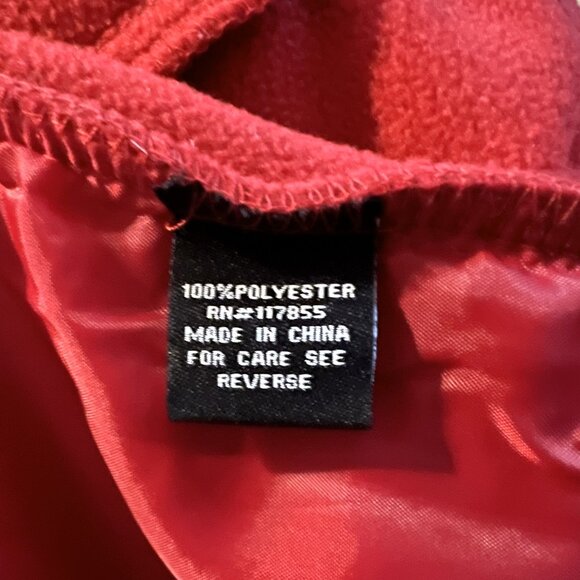 100%POLYESTER
RN#117855
MADE IN CHINA
FOR CARE SEE
REVERSE